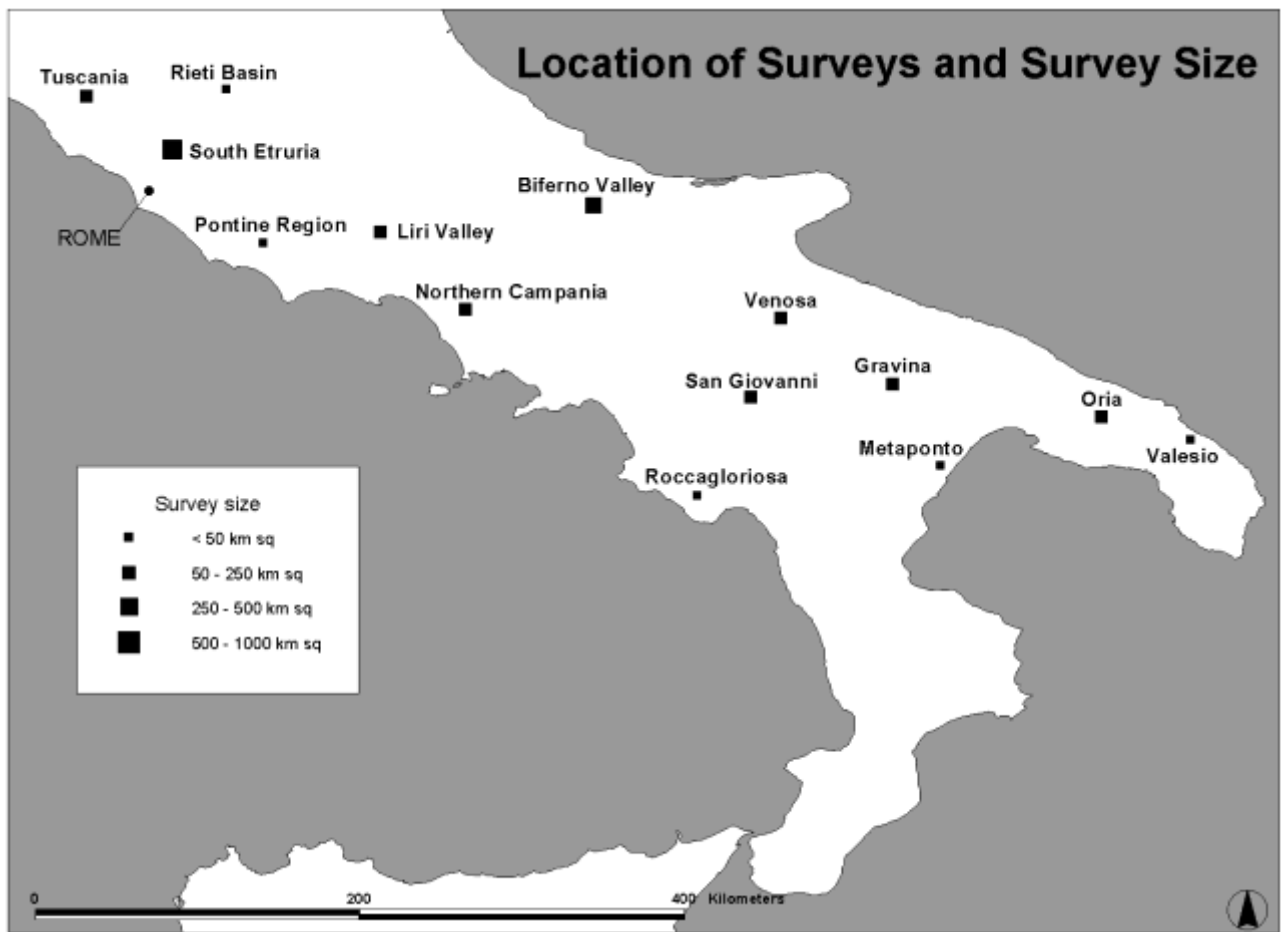 Location of Surveys and Survey Size
Tuscania
Rieti Basin
South Etruria
ROME
Pontine Region
Liri Valley
Biferno Valley
Northern Campania
Venosa
San Giovanni
Gravina
Oria
Valesio
Metaponto
Roccagloriosa
Survey size
< 50 km sq
50 - 250 km sq
250 - 500 km sq
500 - 1000 km sq
0 200 400 Kilometers